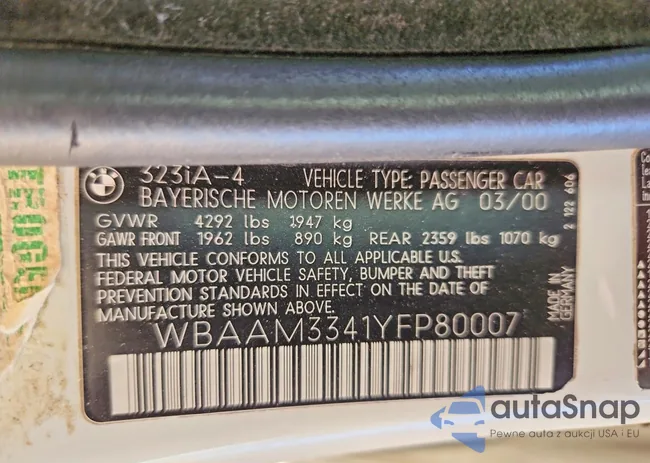 323iA-4 VEHICLE TYPE: PASSENGER CAR
BAYERISCHE MOTOREN WERKE AG 03/00
GVWR 4292 lbs 1947 kg
GAWR FRONT 1962 lbs 890 kg REAR 2359 lbs 1070 kg
THIS VEHICLE CONFORMS TO ALL APPLICABLE U.S.
FEDERAL MOTOR VEHICLE SAFETY, BUMPER AND THEFT
PREVENTION STANDARDS IN EFFECT ON THE DATE OF
MANUFACTURE SHOWN ABOVE.
WBAAM3341YFP80007
2 122 606
MADE IN
GERMANY
autaSnap
Pewne auta z aukcji USA i EU